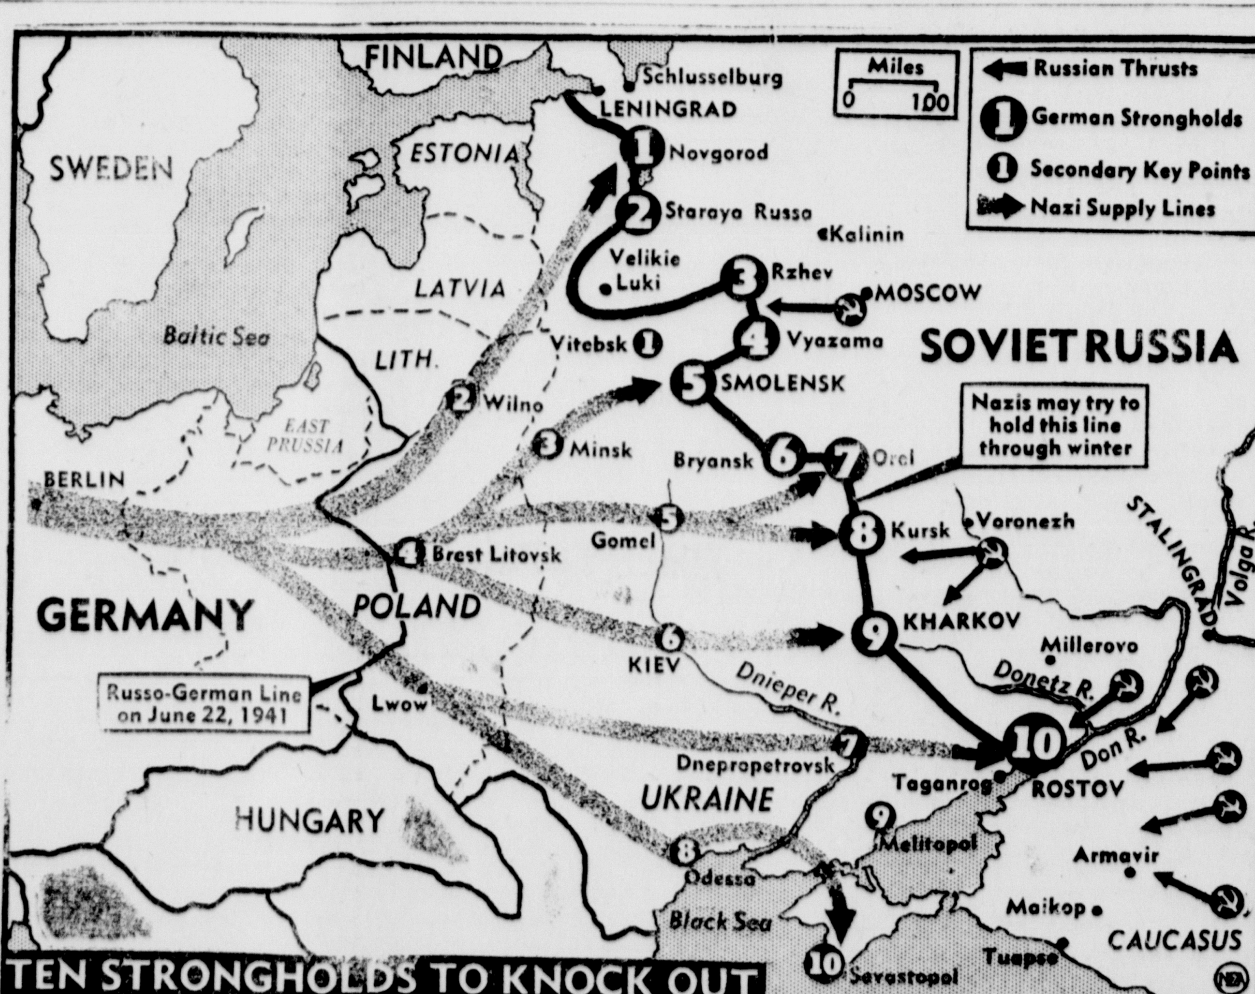 FINLAND
Schlusselburg
LENINGRAD
Miles
0 100
Russian Thrusts
1 German Strongholds
1 Secondary Key Points
Nazi Supply Lines
SWEDEN
ESTONIA
1 Novgorod
2 Staraya Russa
Kalinin
Velikie
Luki
3 Rzhev
MOSCOW
LATVIA
Baltic Sea
Vitebsk 1
4 Vyazama
SOVIET RUSSIA
LITH.
5 SMOLENSK
2 Wilno
Nazis may try to
hold this line
through winter
EAST
PRUSSIA
3 Minsk
Bryansk 6
7 Orel
BERLIN
5
Gomel
8 Kursk
Voronezh
STALINGRAD
Volga R.
4 Brest Litovsk
GERMANY
POLAND
6
KIEV
9 KHARKOV
Millerovo
Donetz R.
Dnieper R.
Russo-German Line
on June 22, 1941
Lwow
7
Dnepropetrovsk
10
ROSTOV
Don R.
Taganrog
UKRAINE
HUNGARY
9
Melitopol
8
Odessa
Armavir
Black Sea
Maikop
CAUCASUS
Tuapse
10 Sevastopol
NEA
TEN STRONGHOLDS TO KNOCK OUT